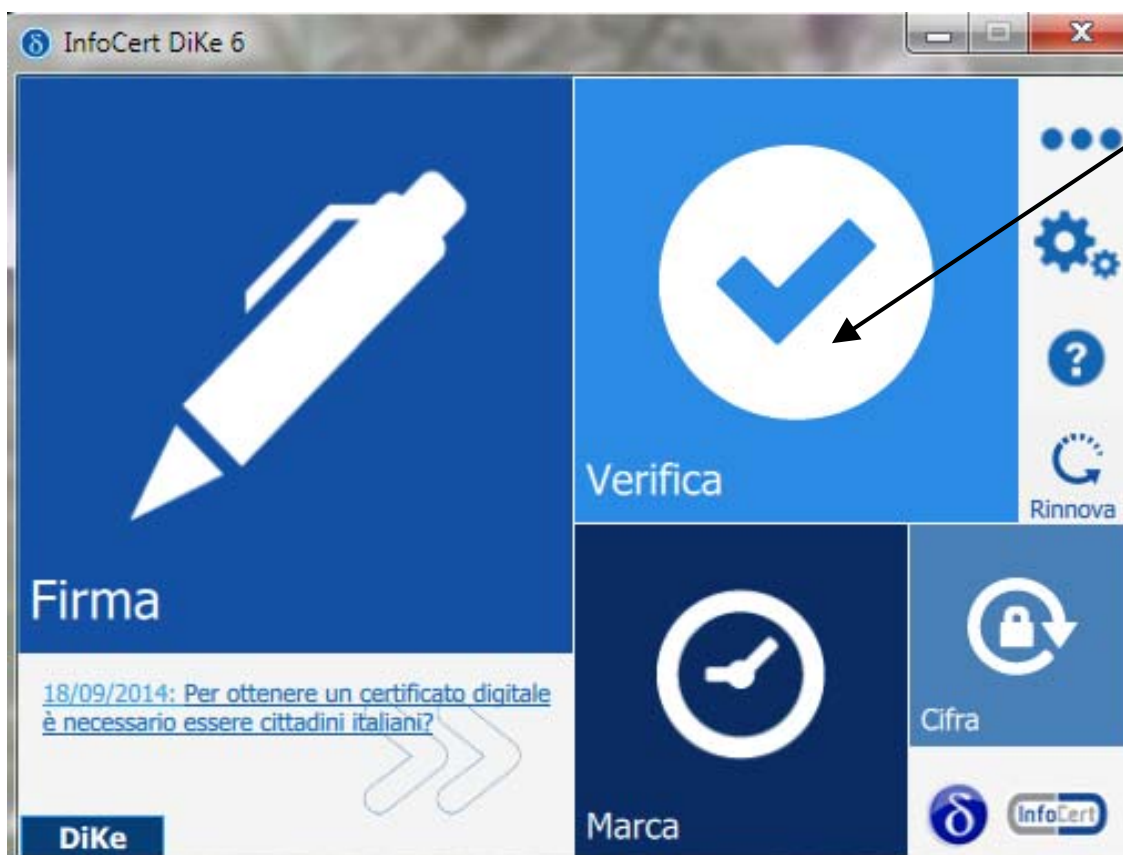 InfoCert DiKe 6
Verifica
Rinnova
Firma
18/09/2014: Per ottenere un certificato digitale
è necessario essere cittadini italiani?
Cifra
Marca
DiKe
δ
InfoCert